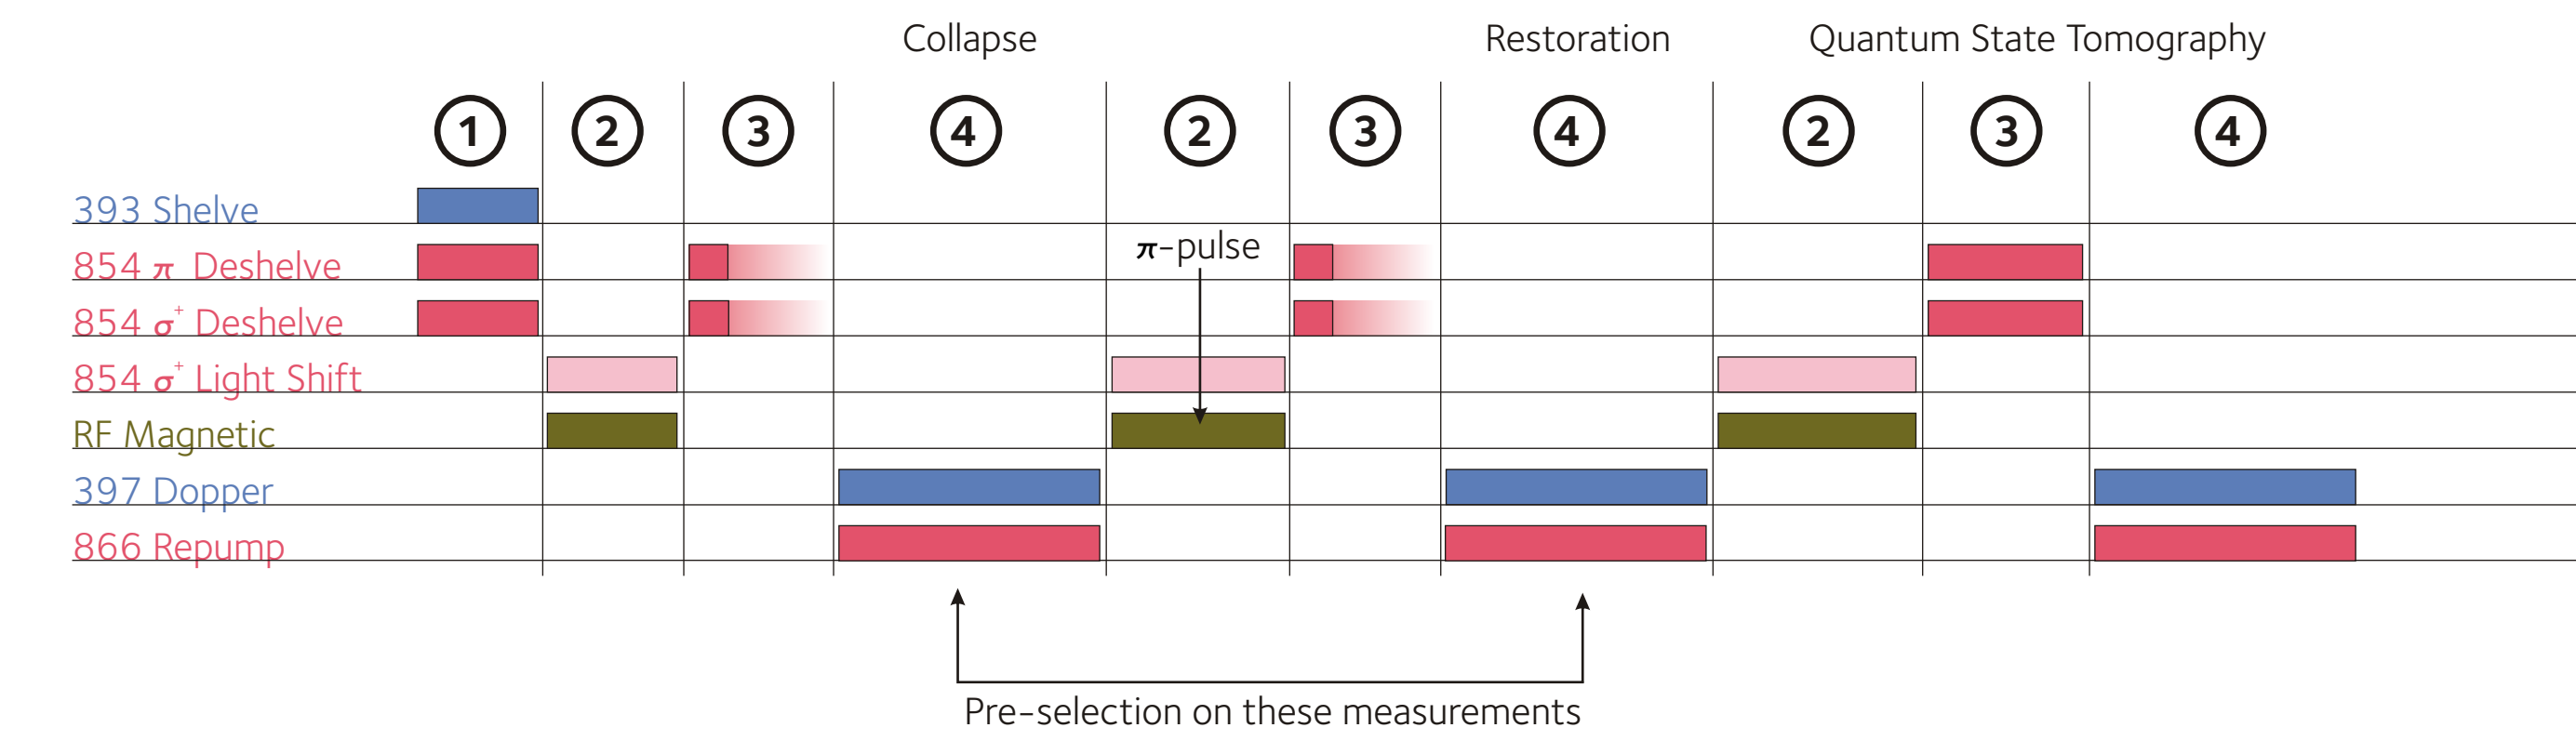 Collapse Restoration Quantum State Tomography
1 2 3 4 2 3 4 2 3 4
393 Shelve
π-pulse
854 π Deshelve
854 σ⁺ Deshelve
854 σ⁺ Light Shift
RF Magnetic
397 Dopper
866 Repump
Pre-selection on these measurements